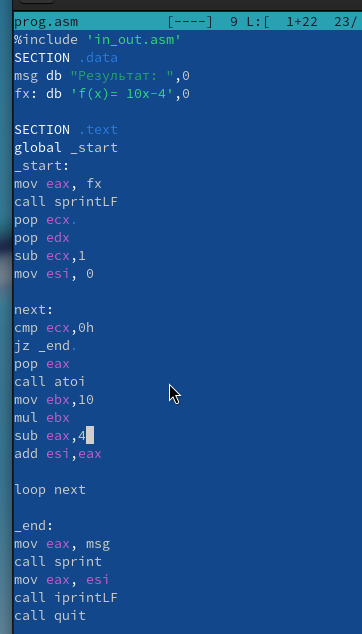 prog.asm [----] 9 L:[ 1+22 23/
%include 'in_out.asm'
SECTION .data
msg db "Результат: ",0
fx: db 'f(x)= 10x-4',0
SECTION .text
global _start
_start:
mov eax, fx
call sprintLF
pop ecx.
pop edx
sub ecx,1
mov esi, 0
next:
cmp ecx,0h
jz _end.
pop eax
call atoi
mov ebx,10
mul ebx
sub eax,4
add esi,eax
loop next
_end:
mov eax, msg
call sprint
mov eax, esi
call iprintLF
call quit